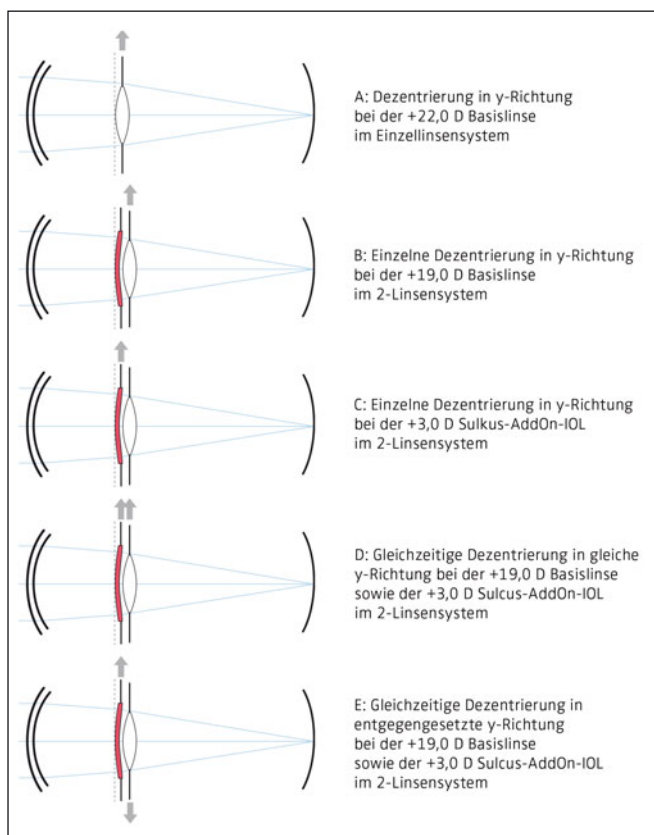 A: Dezentrierung in y-Richtung
bei der +22,0 D Basislinse
im Einzellinsensystem
B: Einzelne Dezentrierung in y-Richtung
bei der +19,0 D Basislinse
im 2-Linsensystem
C: Einzelne Dezentrierung in y-Richtung
bei der +3,0 D Sulkus-AddOn-IOL
im 2-Linsensystem
D: Gleichzeitige Dezentrierung in gleiche
y-Richtung bei der +19,0 D Basislinse
sowie der +3,0 D Sulcus-AddOn-IOL
im 2-Linsensystem
E: Gleichzeitige Dezentrierung in
entgegengesetzte y-Richtung
bei der +19,0 D Basislinse
sowie der +3,0 D Sulcus-AddOn-IOL
im 2-Linsensystem